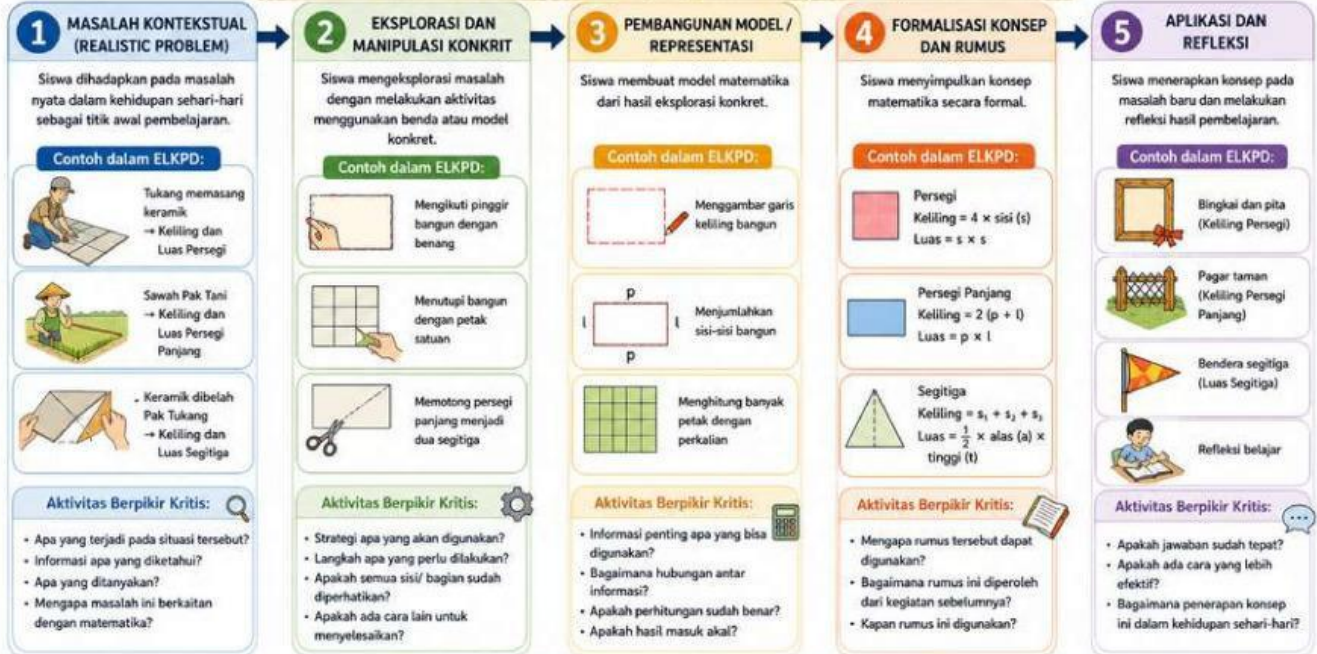 1
MASALAH KONTEKSTUAL
(REALISTIC PROBLEM)
Siswa dihadapkan pada masalah
nyata dalam kehidupan sehari-hari
sebagai titik awal pembelajaran.
Contoh dalam ELKPD:
Tukang memasang
keramik
→ Keliling dan
Luas Persegi
Sawah Pak Tani
→ Keliling dan
Luas Persegi
Panjang
. Keramik dibelah
Pak Tukang
→ Keliling dan
Luas Segitiga
Aktivitas Berpikir Kritis:
• Apa yang terjadi pada situasi tersebut?
• Informasi apa yang diketahui?
• Apa yang ditanyakan?
• Mengapa masalah ini berkaitan
dengan matematika?
2
EKSPLORASI DAN
MANIPULASI KONKRIT
Siswa mengeksplorasi masalah
dengan melakukan aktivitas
menggunakan benda atau model
konkret.
Contoh dalam ELKPD:
Mengikuti pinggir
bangun dengan
benang
Menutupi bangun
dengan petak
satuan
Memotong persegi
panjang menjadi
dua segitiga
Aktivitas Berpikir Kritis:
• Strategi apa yang akan digunakan?
• Langkah apa yang perlu dilakukan?
• Apakah semua sisi/ bagian sudah
diperhatikan?
• Apakah ada cara lain untuk
menyelesaikan?
3
PEMBANGUNAN MODEL /
REPRESENTASI
Siswa membuat model matematika
dari hasil eksplorasi konkret.
Contoh dalam ELKPD:
Menggambar garis
keliling bangun
p
l l
p
Menjumlahkan
sisi-sisi bangun
Menghitung banyak
petak dengan
perkalian
Aktivitas Berpikir Kritis:
• Informasi penting apa yang bisa
digunakan?
• Bagaimana hubungan antar
informasi?
• Apakah perhitungan sudah benar?
• Apakah hasil masuk akal?
4
FORMALISASI KONSEP
DAN RUMUS
Siswa menyimpulkan konsep
matematika secara formal.
Contoh dalam ELKPD:
Persegi
Keliling = 4 × sisi (s)
Luas = s × s
Persegi Panjang
Keliling = 2 (p + l)
Luas = p × l
Segitiga
Keliling = s₁ + s₂ + s₃
Luas = 1/2 × alas (a) ×
tinggi (t)
Aktivitas Berpikir Kritis:
• Mengapa rumus tersebut dapat
digunakan?
• Bagaimana rumus ini diperoleh
dari kegiatan sebelumnya?
• Kapan rumus ini digunakan?
5
APLIKASI DAN
REFLEKSI
Siswa menerapkan konsep pada
masalah baru dan melakukan
refleksi hasil pembelajaran.
Contoh dalam ELKPD:
Bingkai dan pita
(Keliling Persegi)
Pagar taman
(Keliling Persegi
Panjang)
Bendera segitiga
(Luas Segitiga)
Refleksi belajar
Aktivitas Berpikir Kritis:
• Apakah jawaban sudah tepat?
• Apakah ada cara yang lebih
efektif?
• Bagaimana penerapan konsep
ini dalam kehidupan sehari-hari?